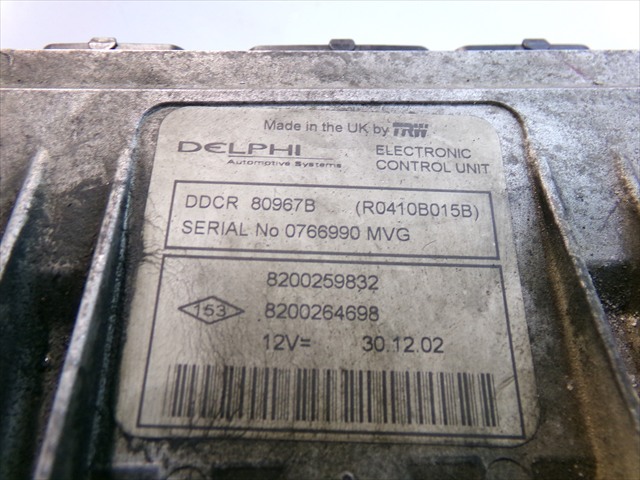 Made in the UK by TRW
DELPHI
Automotive Systems
ELECTRONIC
CONTROL UNIT
DDCR 80967B (R0410B015B)
SERIAL No 0766990 MVG
8200259832
153 8200264698
12V= 30.12.02